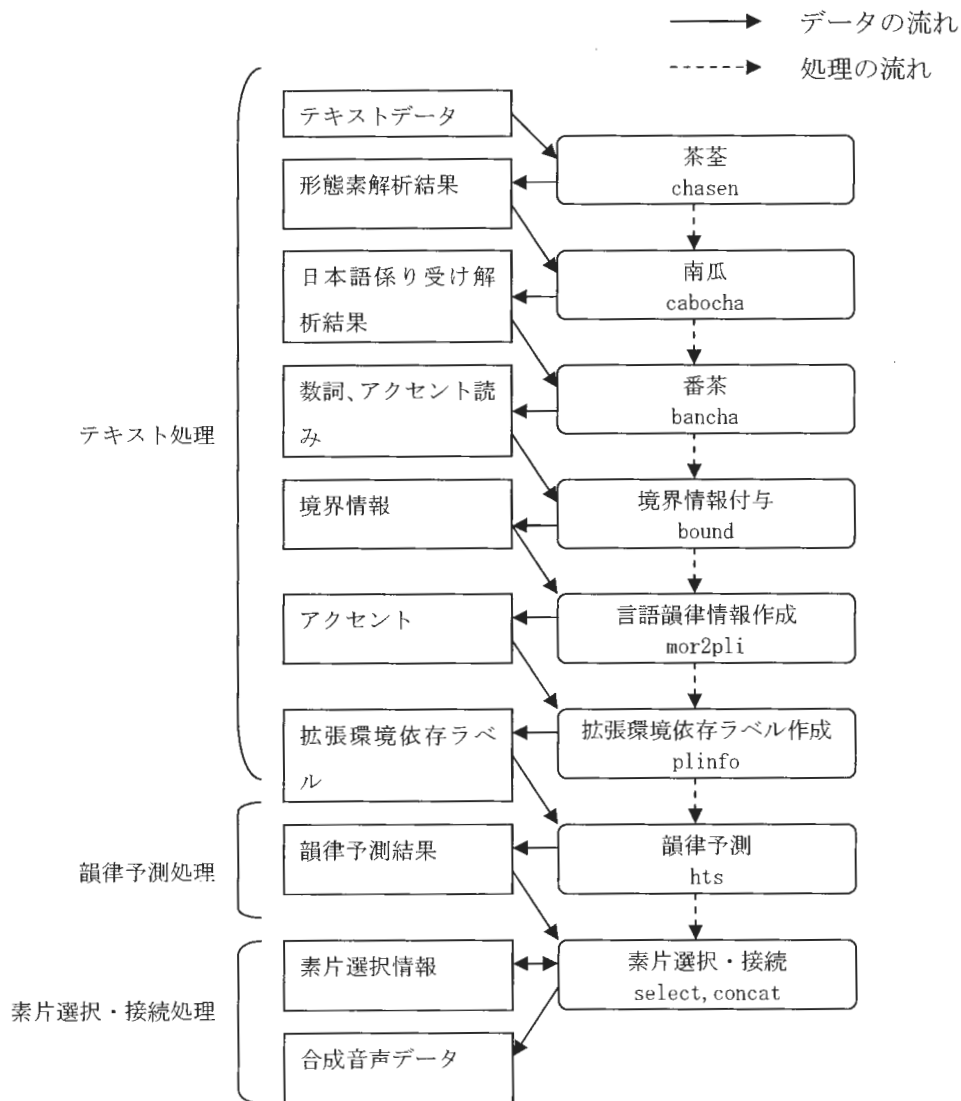 データの流れ
処理の流れ
テキスト処理
テキストデータ
茶荃
chasen
形態素解析結果
南瓜
cabocha
日本語係り受け解
析結果
番茶
bancha
数詞、アクセント読
み
境界情報付与
bound
境界情報
言語韻律情報作成
mor2pli
アクセント
拡張環境依存ラベル作成
plinfo
拡張環境依存ラベ
ル
韻律予測処理
韻律予測
hts
韻律予測結果
素片選択・接続処理
素片選択・接続
select,concat
素片選択情報
合成音声データ